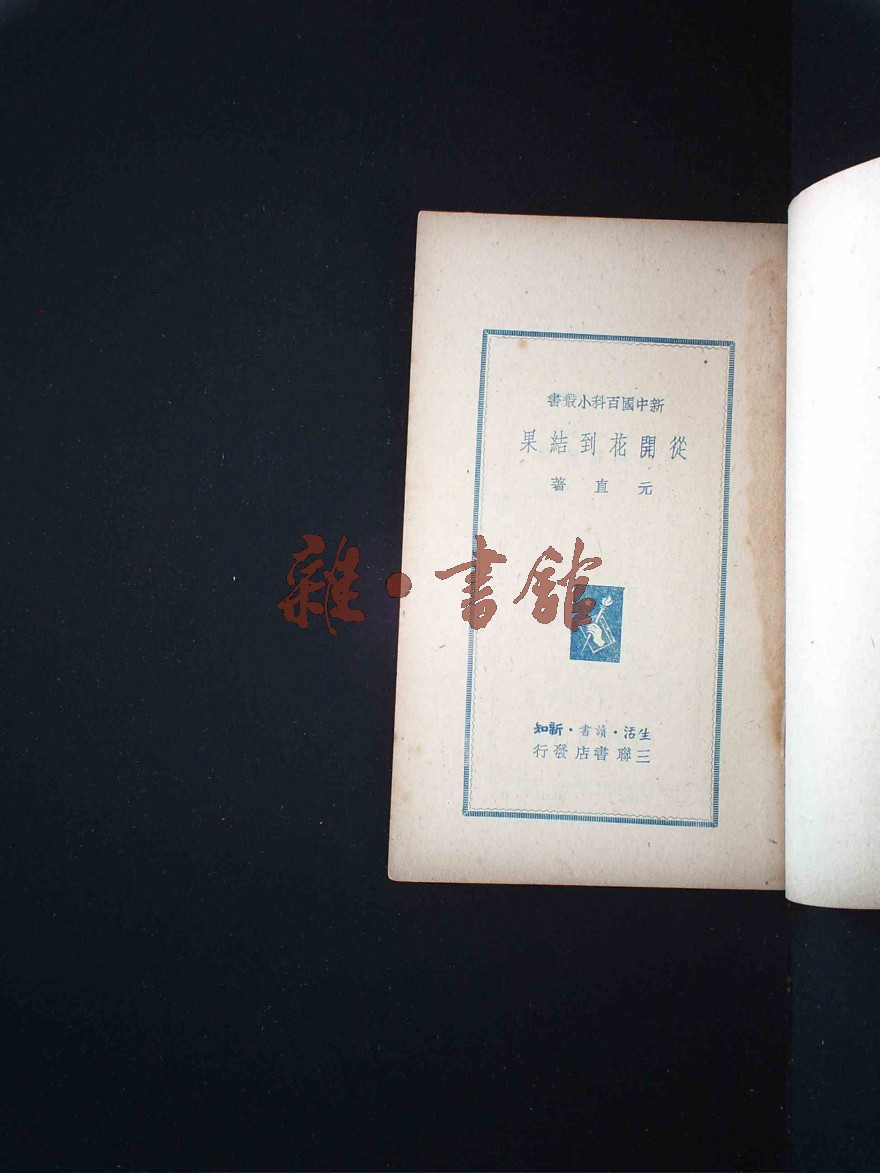 新中國百科小叢書
從開花到結果
元直著
雜·書館
生活·讀書·新知
三聯書店發行